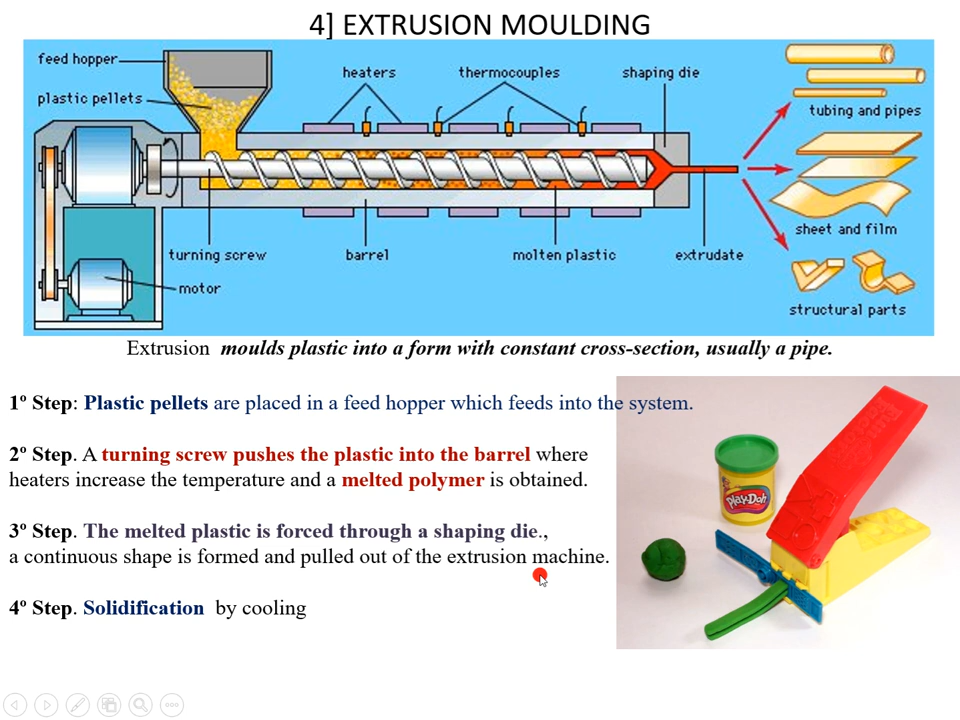 4] EXTRUSION MOULDING
feed hopper
heaters
thermocouples
shaping die
plastic pellets
tubing and pipes
sheet and film
turning screw
barrel
molten plastic
extrudate
motor
structural parts
Extrusion moulds plastic into a form with constant cross-section, usually a pipe.
1º Step: Plastic pellets are placed in a feed hopper which feeds into the system.
2º Step. A turning screw pushes the plastic into the barrel where
heaters increase the temperature and a melted polymer is obtained.
3º Step. The melted plastic is forced through a shaping die.,
a continuous shape is formed and pulled out of the extrusion machine.
4º Step. Solidification by cooling
Play-Doh